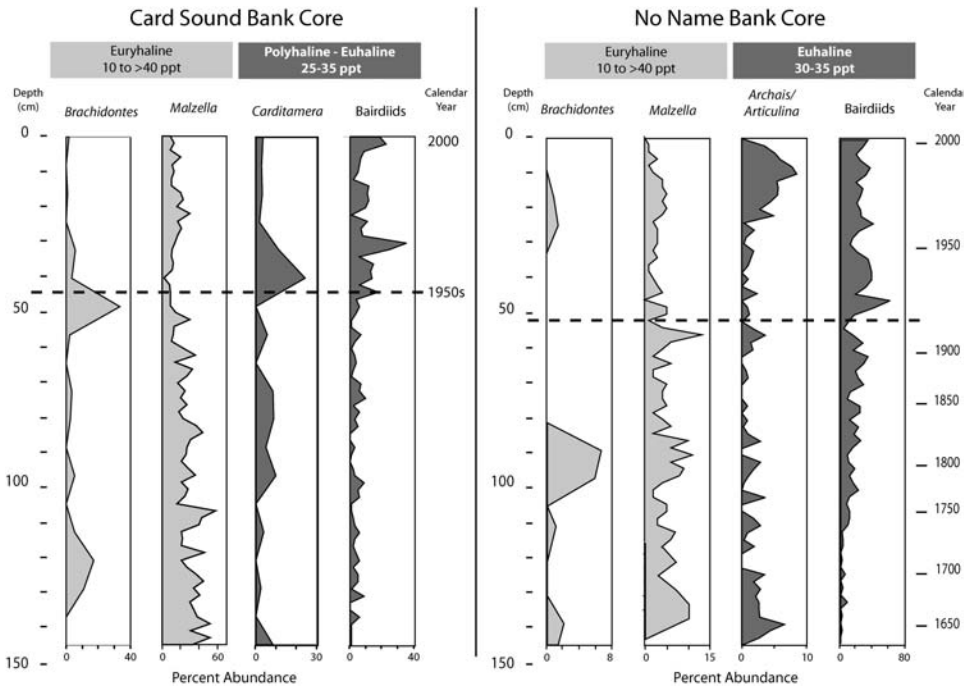 Card Sound Bank Core
Euryhaline
10 to >40 ppt
Polyhaline - Euhaline
25-35 ppt
Depth
(cm)
Brachidontes
Malzella
Carditamera
Bairdiids
Calendar
Year
0
50
100
150
2000
1950s
0 40
0 60
0 30
0 40
Percent Abundance
No Name Bank Core
Euryhaline
10 to >40 ppt
Euhaline
30-35 ppt
Depth
(cm)
Brachidontes
Malzella
Archais/
Articulina
Bairdiids
Calendar
Year
0
50
100
150
2000
1950
1900
1850
1800
1750
1700
1650
0 8
0 15
0 10
0 80
Percent Abundance